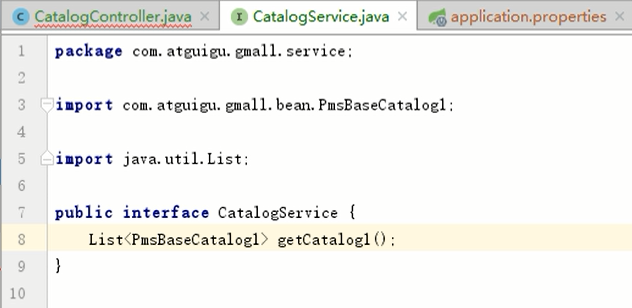 CatalogController.java CatalogService.java application.properties
1 package com.atguigu.gmall.service;
2
3 import com.atguigu.gmall.bean.PmsBaseCatalog1;
4
5 import java.util.List;
6
7 public interface CatalogService {
8 List<PmsBaseCatalog1> getCatalog1();
9 }
10